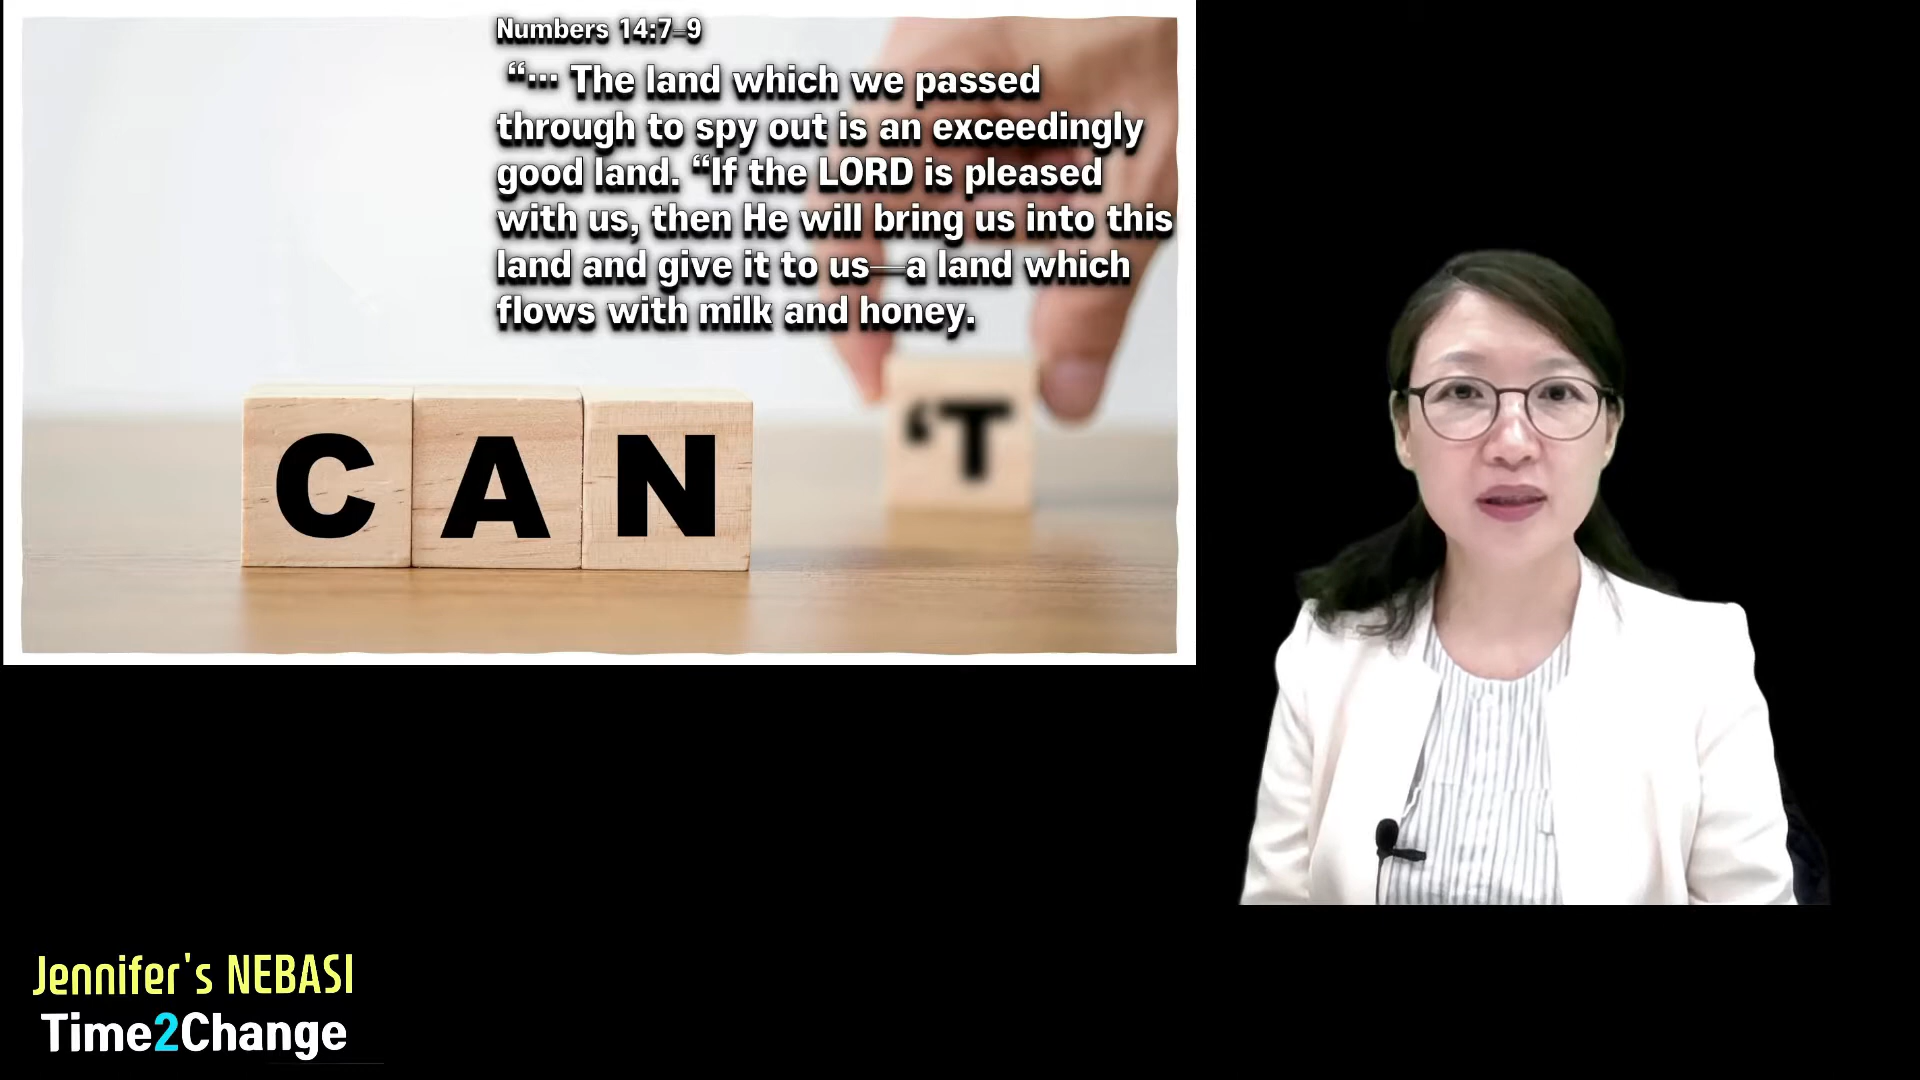 Numbers 14:7-9
“… The land which we passed
through to spy out is an exceedingly
good land. “If the LORD is pleased
with us, then He will bring us into this
land and give it to us—a land which
flows with milk and honey.
C A N ‘T
Jennifer's NEBASI
Time2Change